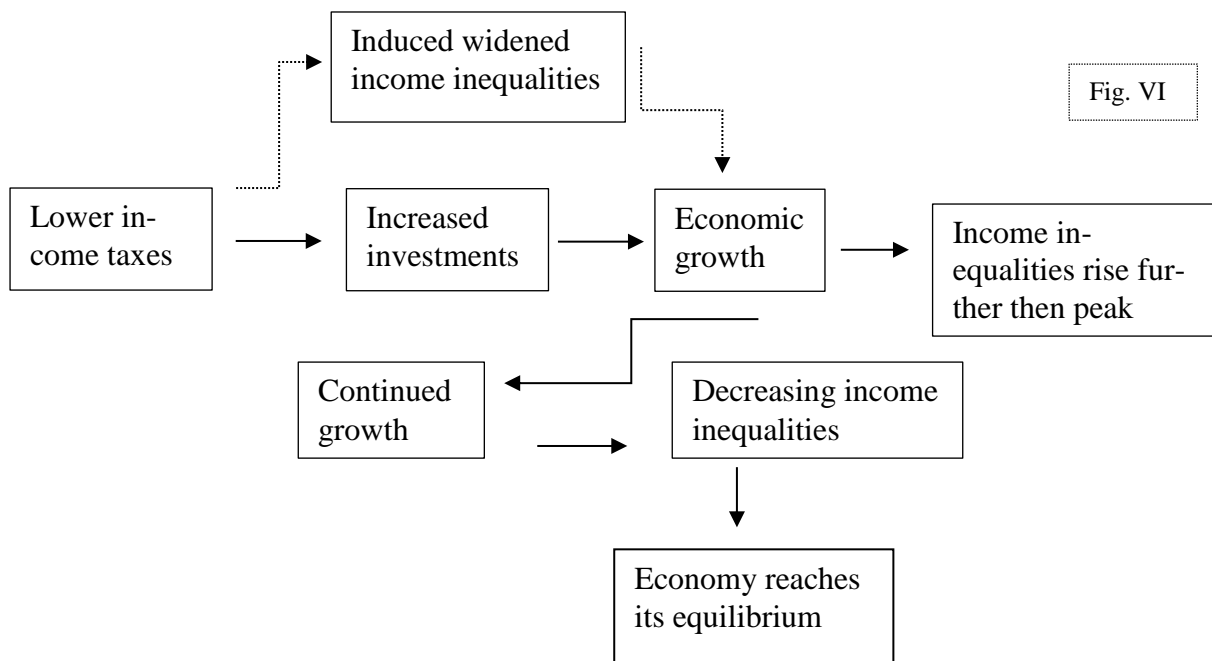 Induced widened
income inequalities
Fig. VI
Lower in-
come taxes
Increased
investments
Economic
growth
Income in-
equalities rise fur-
ther then peak
Continued
growth
Decreasing income
inequalities
Economy reaches
its equilibrium